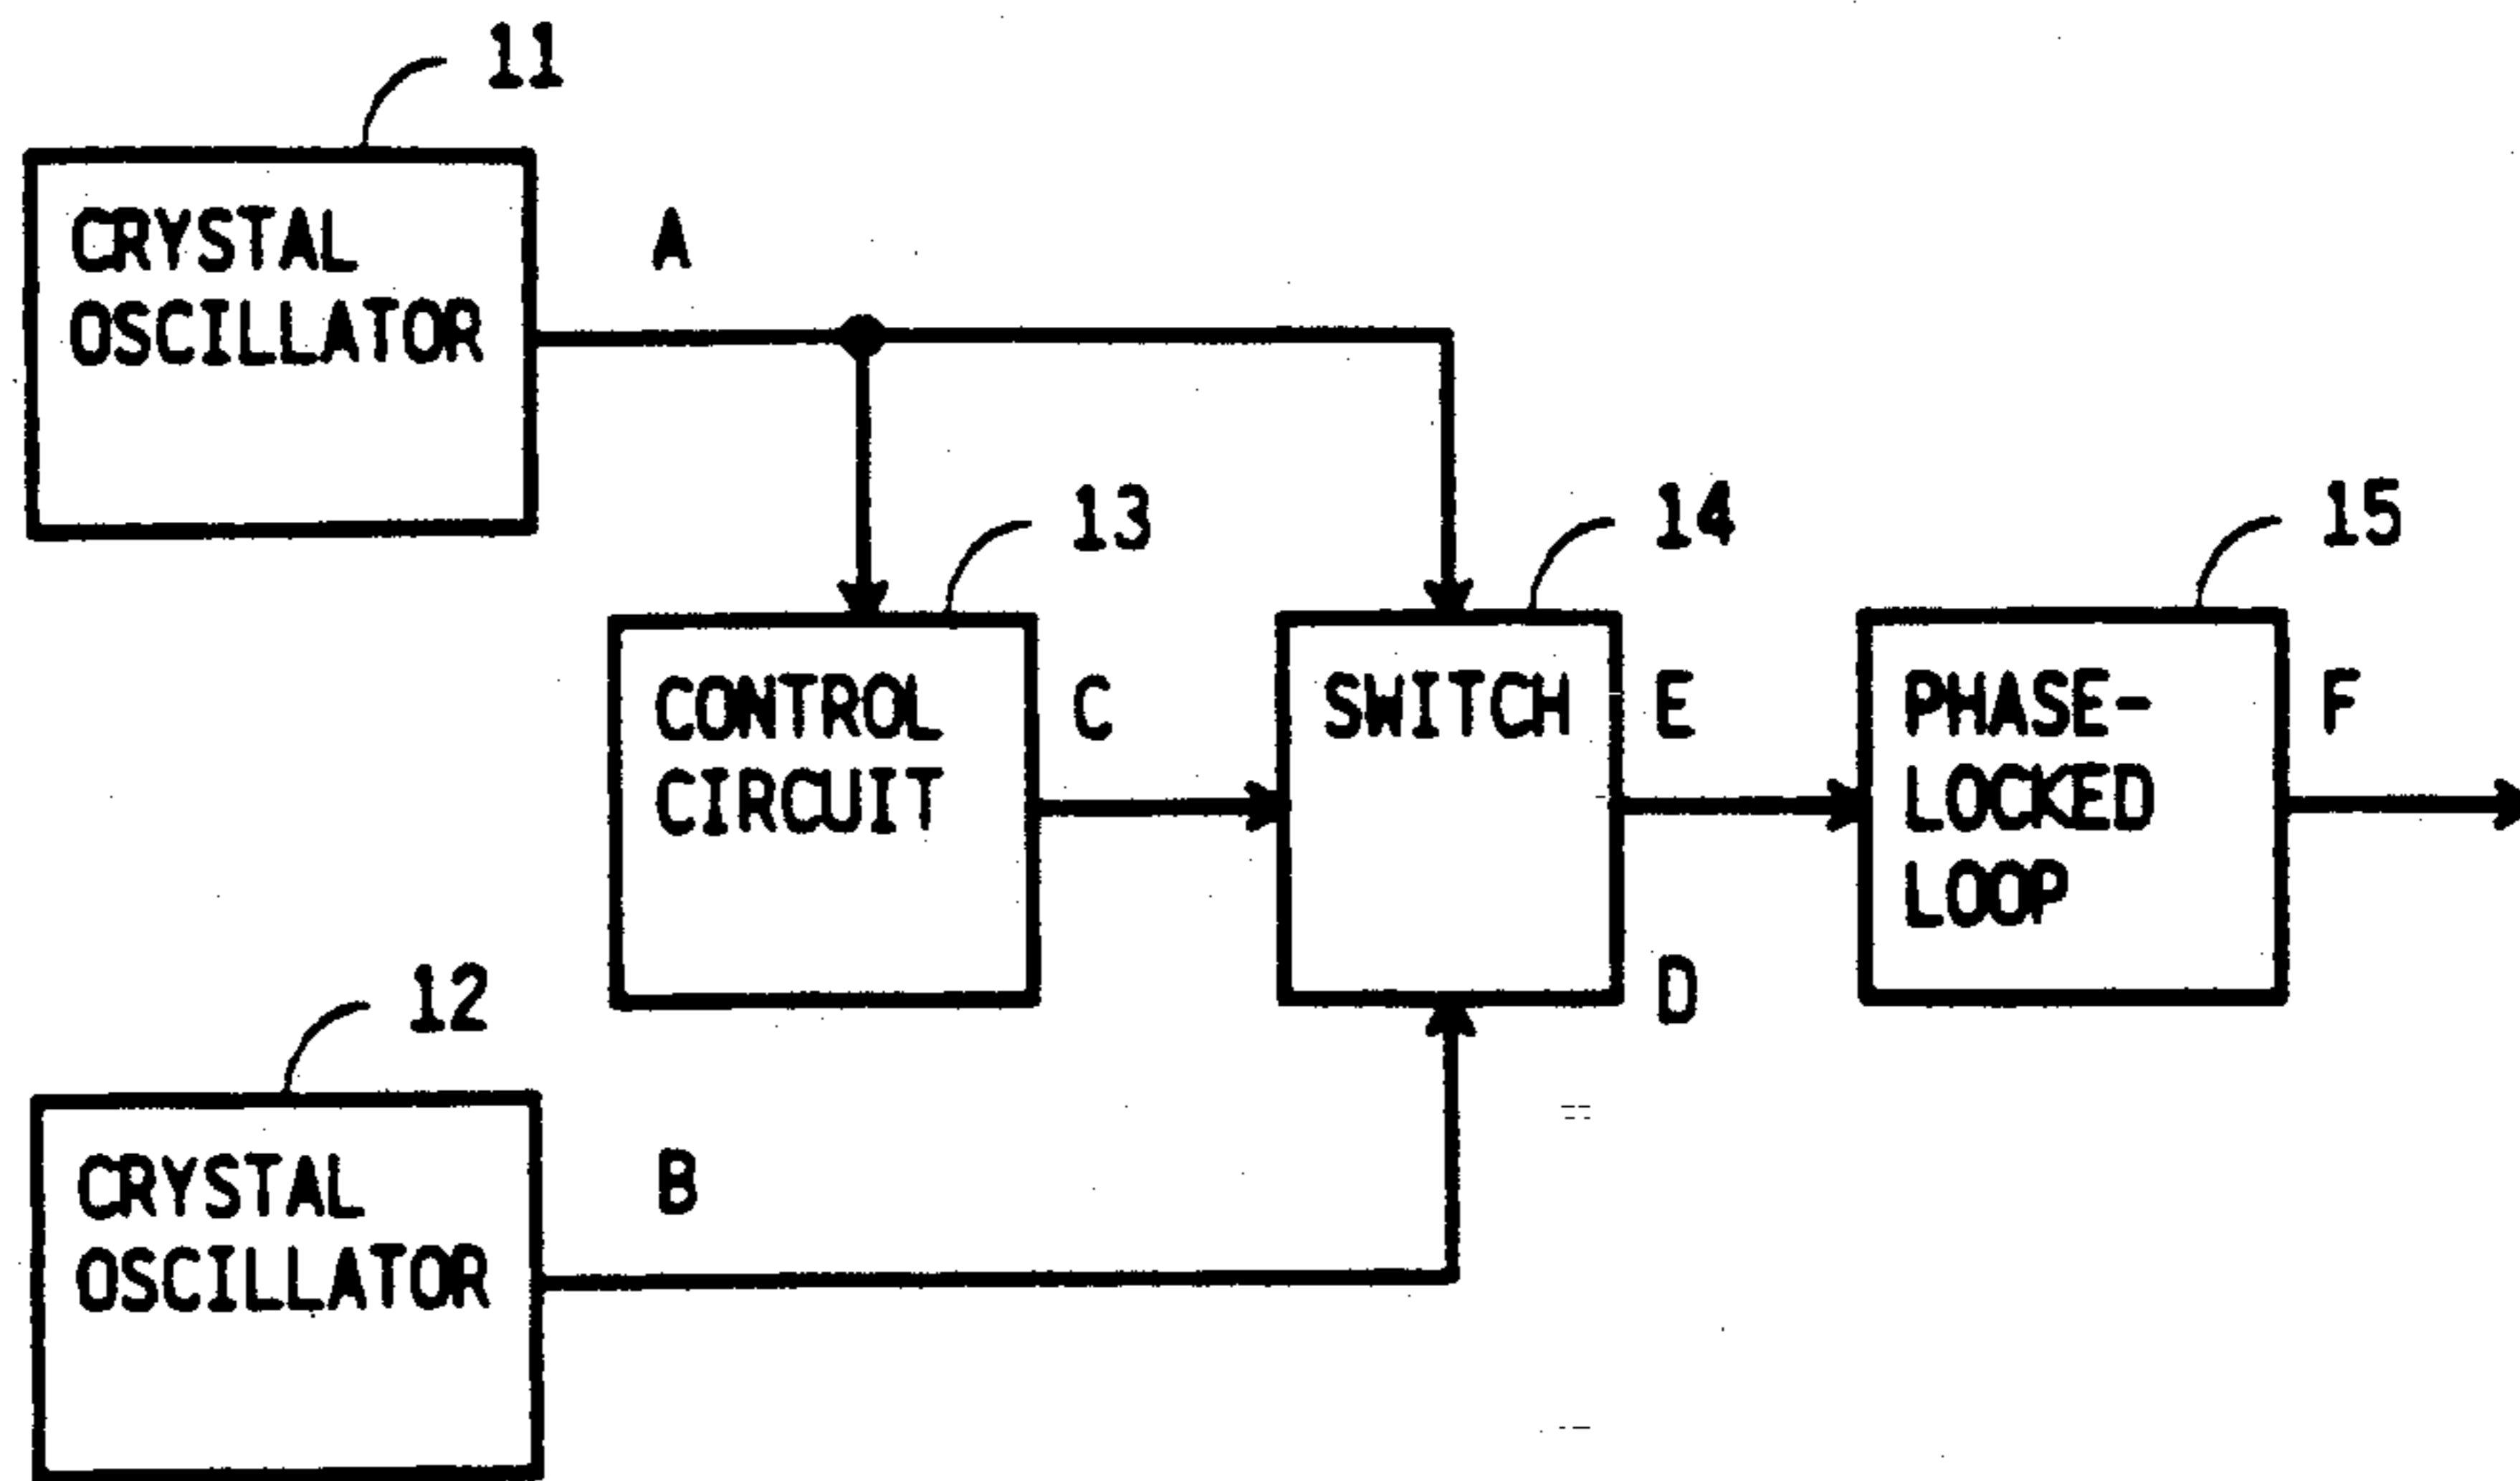 11
CRYSTAL
OSCILLATOR
A
13
14
15
CONTROL
CIRCUIT
C
SWITCH
E
PHASE-
LOCKED
LOOP
F
D
12
CRYSTAL
OSCILLATOR
B